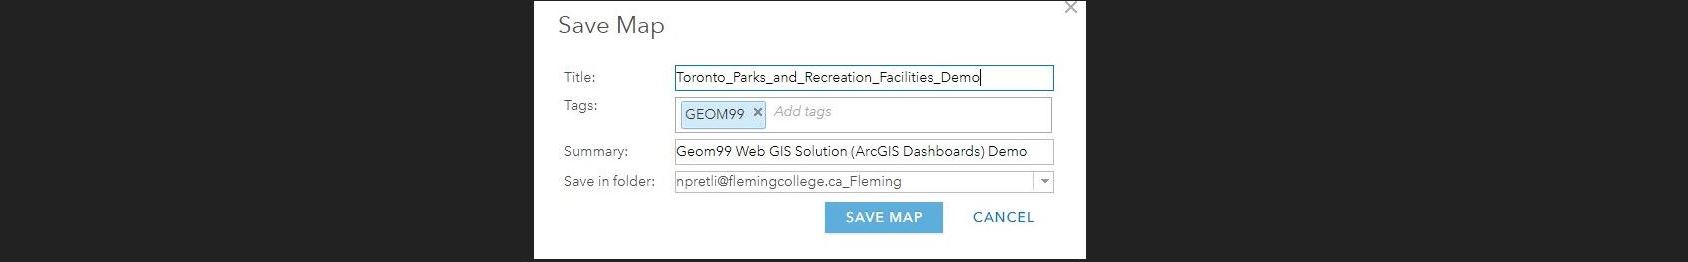 Save Map
Title: Toronto_Parks_and_Recreation_Facilities_Demo
Tags: GEOM99 × Add tags
Summary: Geom99 Web GIS Solution (ArcGIS Dashboards) Demo
Save in folder: npretli@flemingcollege.ca_Fleming
SAVE MAP CANCEL